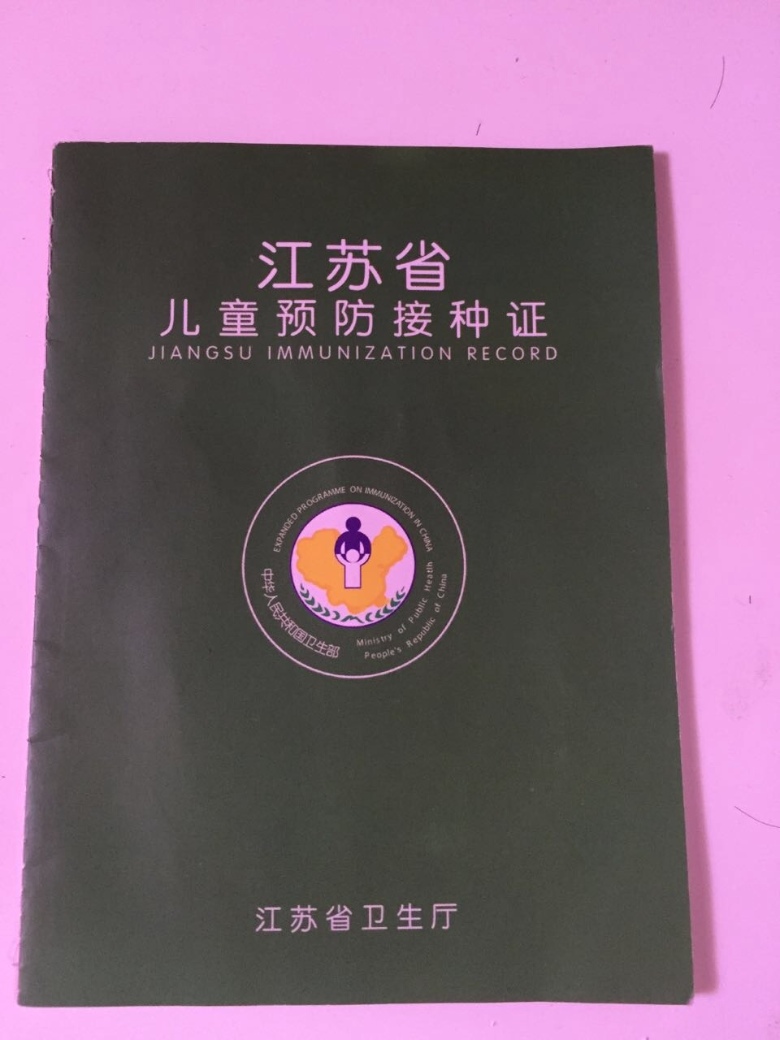 江苏省
儿童预防接种证
JIANGSU IMMUNIZATION RECORD
EXPANDED PROGRAMME ON IMMUNIZATION IN CHINA
中华人民共和国卫生部
Ministry of Public Heatlh
People's Republic of China
江苏省卫生厅